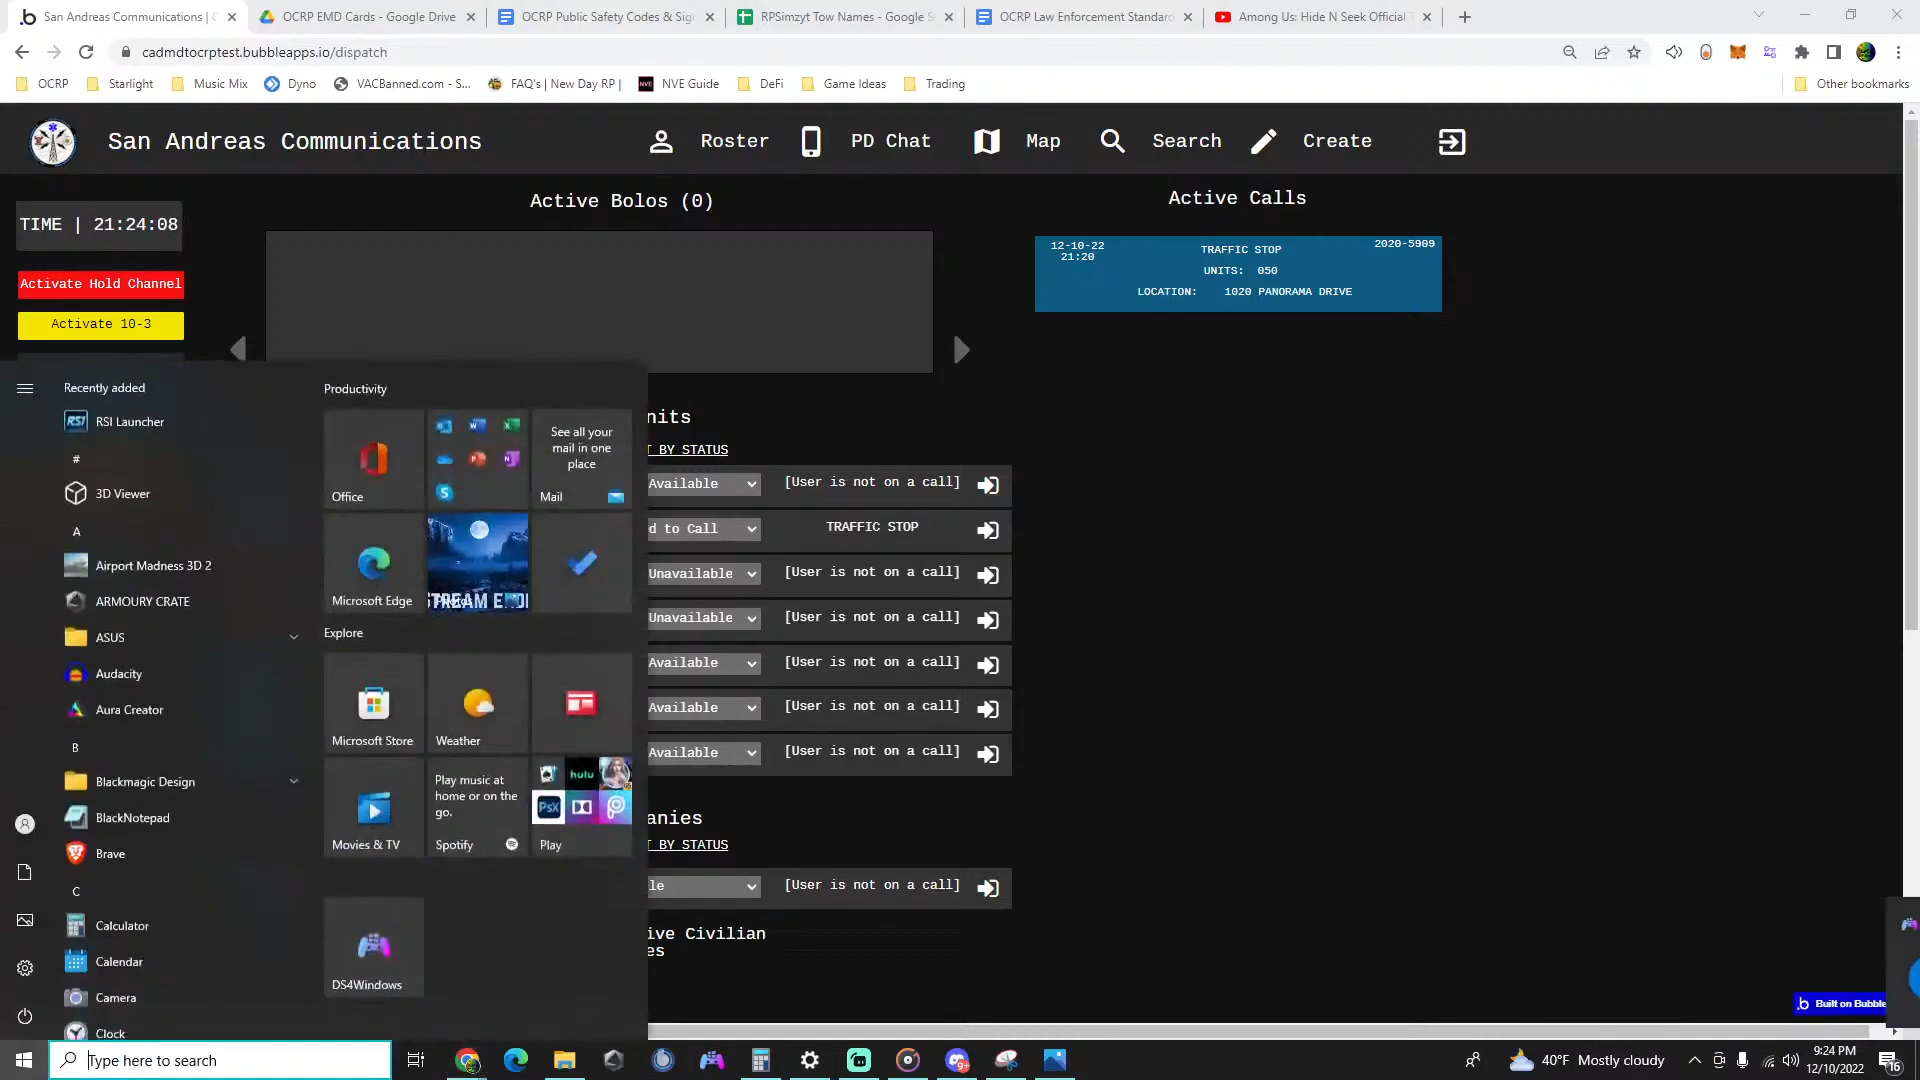 San Andreas Communications | C
OCRP EMD Cards - Google Drive
OCRP Public Safety Codes & Sig
RPSimzyt Tow Names - Google S
OCRP Law Enforcement Standard
Among Us: Hide N Seek Official T
cadmdtocrptest.bubbleapps.io/dispatch
OCRP
Starlight
Music Mix
Dyno
VACBanned.com - S...
FAQ's | New Day RP |
NVE Guide
DeFi
Game Ideas
Trading
Other bookmarks
San Andreas Communications
Roster
PD Chat
Map
Search
Create
TIME | 21:24:08
Activate Hold Channel
Activate 10-3
Active Bolos (0)
Active Calls
12-10-22
21:20
TRAFFIC STOP
2020-5909
UNITS: 050
LOCATION: 1020 PANORAMA DRIVE
nits
T BY STATUS
Available
[User is not on a call]
d to Call
TRAFFIC STOP
Unavailable
[User is not on a call]
Unavailable
[User is not on a call]
Available
[User is not on a call]
Available
[User is not on a call]
Available
[User is not on a call]
anies
T BY STATUS
le
[User is not on a call]
ive Civilian
es
Built on Bubble
Recently added
RSI Launcher
#
3D Viewer
A
Airport Madness 3D 2
ARMOURY CRATE
ASUS
Audacity
Aura Creator
B
Blackmagic Design
BlackNotepad
Brave
C
Calculator
Calendar
Camera
Clock
Productivity
Office
See all your
mail in one
place
Mail
Microsoft Edge
Explore
Microsoft Store
Weather
Movies & TV
Play music at
home or on the
go.
Spotify
hulu
PsX
Play
DS4Windows
Type here to search
9+
40°F Mostly cloudy
9:24 PM
12/10/2022
16